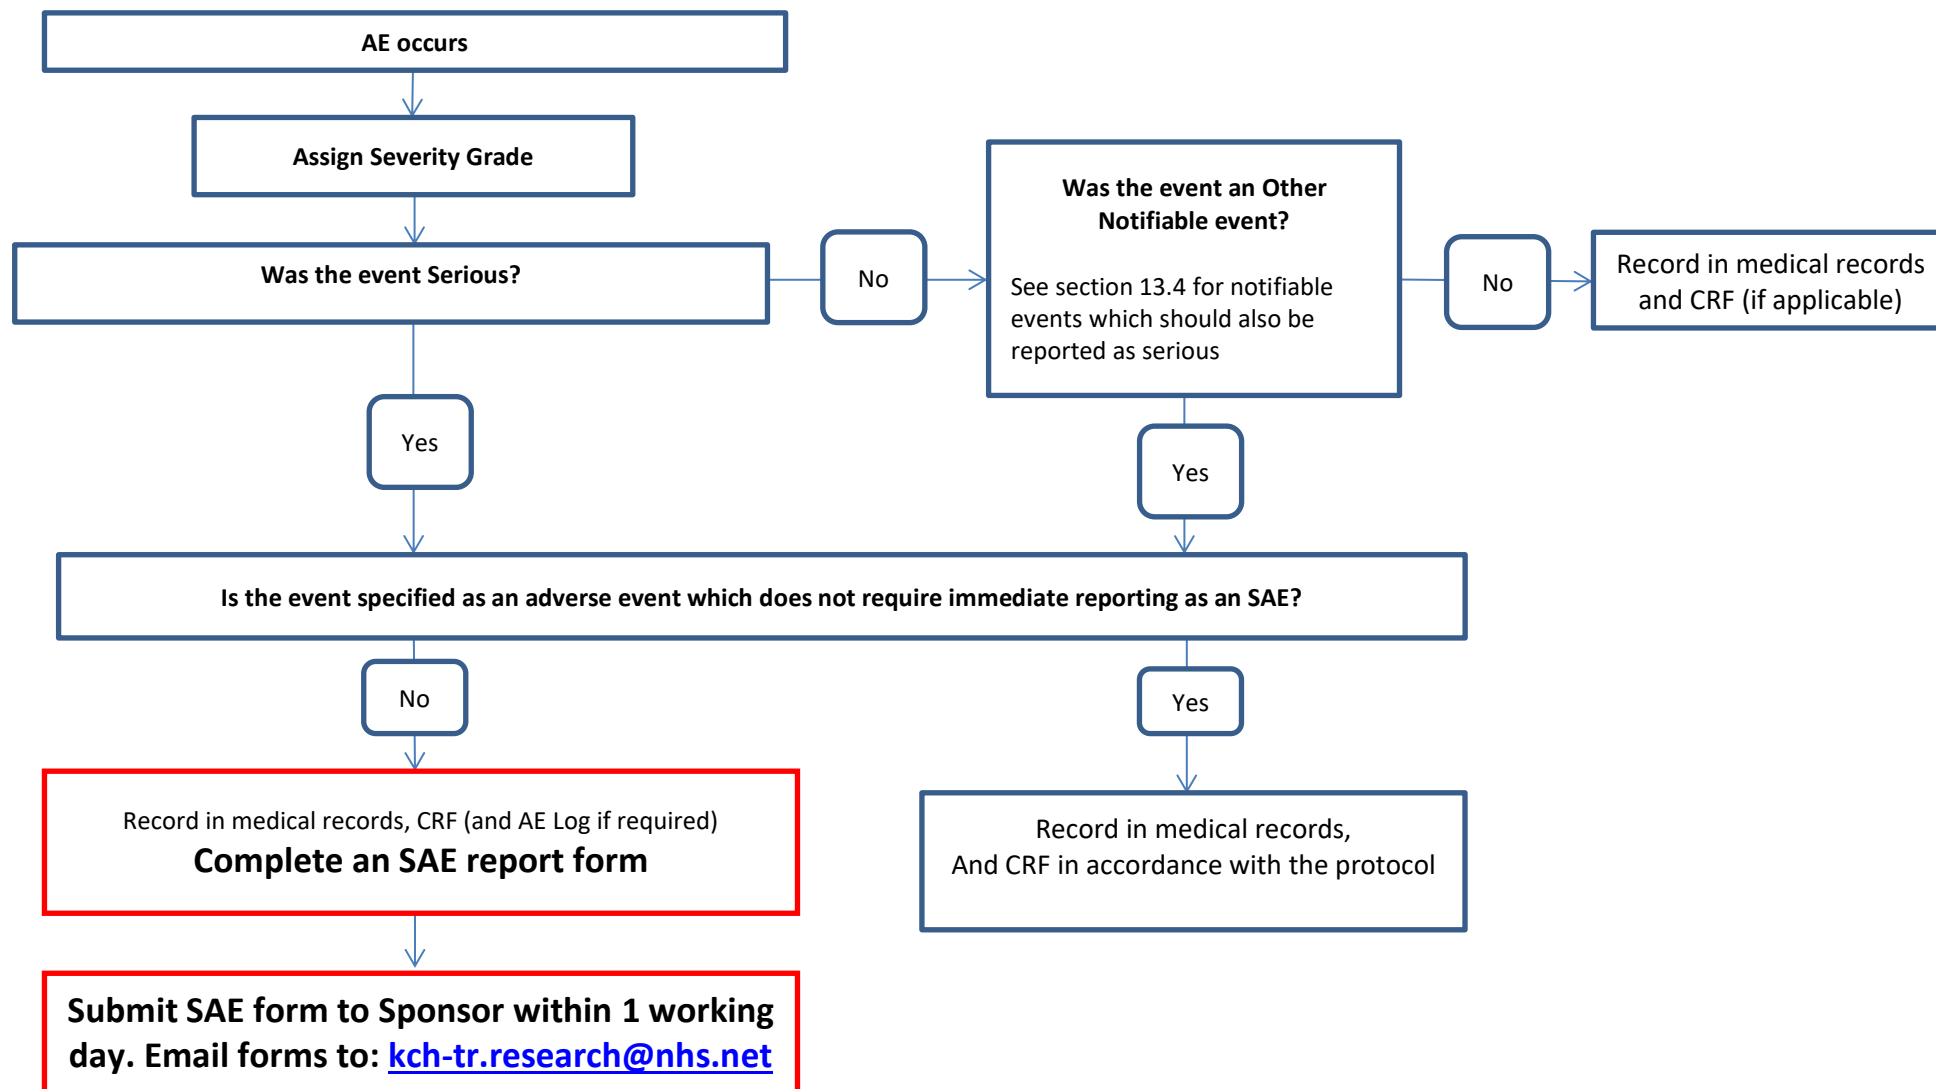 AE occurs
Assign Severity Grade
Was the event Serious?
No
Was the event an Other
Notifiable event?
See section 13.4 for notifiable
events which should also be
reported as serious
No
Record in medical records
and CRF (if applicable)
Yes
Yes
Is the event specified as an adverse event which does not require immediate reporting as an SAE?
No
Yes
Record in medical records, CRF (and AE Log if required)
Complete an SAE report form
Record in medical records,
And CRF in accordance with the protocol
Submit SAE form to Sponsor within 1 working
day. Email forms to: kch-tr.research@nhs.net